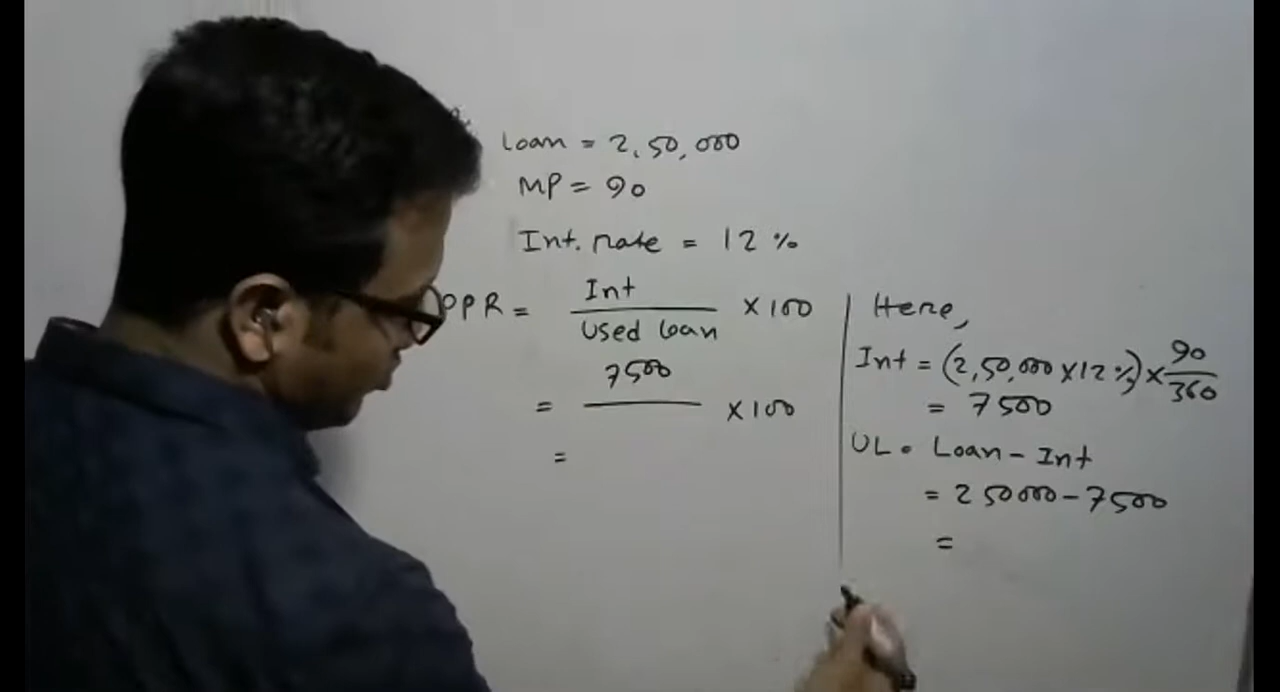 Loan = 2,50,000
MP = 90
Int. rate = 12 %
PPR = Int / Used loan × 100
= 7500 / × 100
=
Here,
Int = (2,50,000 × 12%) × 90/360
= 7500
UL = Loan - Int
= 250000 - 7500
=